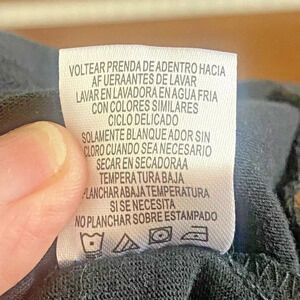 VOLTEAR PRENDA DE ADENTRO HACIA
AF UERAANTES DE LAVAR
LAVAR EN LAVADORA EN AGUA FRIA
CON COLORES SIMILARES
CICLO DELICADO
SOLAMENTE BLANQUE ADOR SIN
CLORO CUANDO SEA NECESARIO
SECAR EN SECADORAA
TEMPERA TURA BAJA
PLANCHAR ABAJA TEMPERATURA
SI SE NECESITA
NO PLANCHAR SOBRE ESTAMPADO